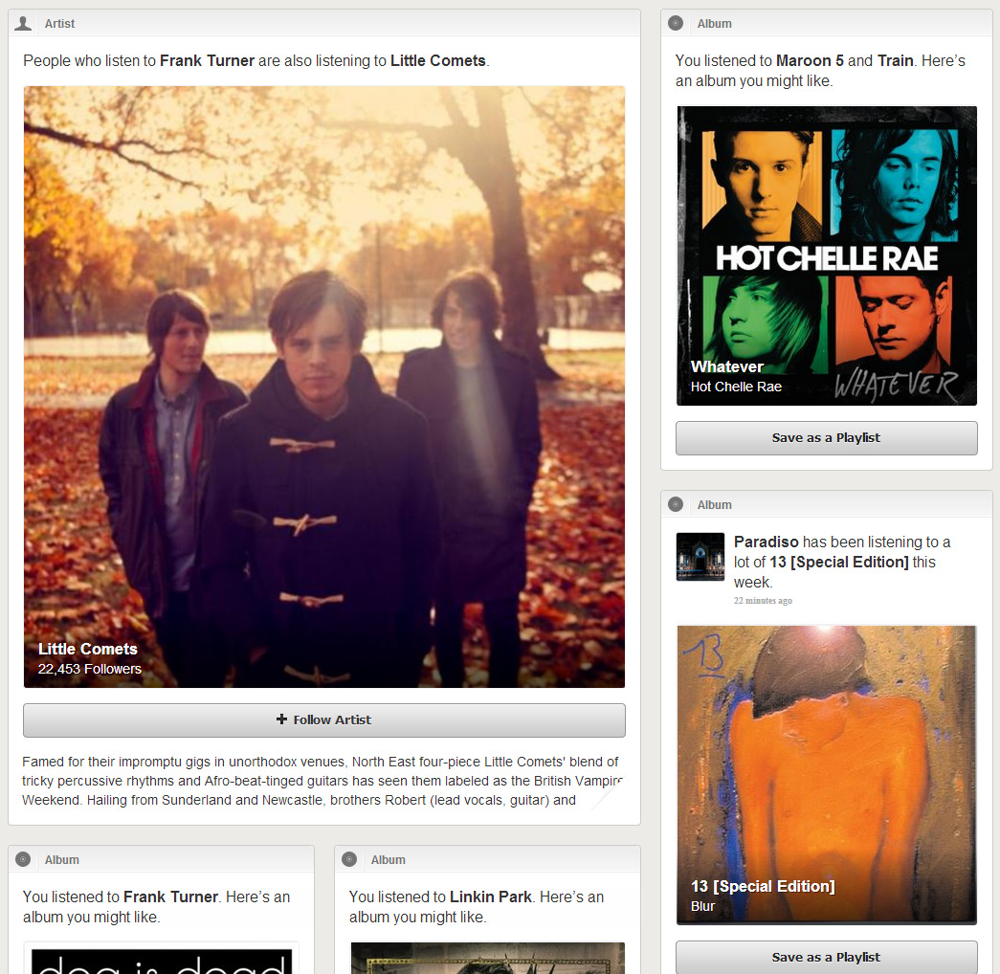 Artist
People who listen to Frank Turner are also listening to Little Comets.
Little Comets
22,453 Followers
+ Follow Artist
Famed for their impromptu gigs in unorthodox venues, North East four-piece Little Comets' blend of
tricky percussive rhythms and Afro-beat-tinged guitars has seen them labeled as the British Vampire
Weekend. Hailing from Sunderland and Newcastle, brothers Robert (lead vocals, guitar) and
Album
You listened to Maroon 5 and Train. Here's
an album you might like.
HOT CHELLE RAE
WHATEVER
Whatever
Hot Chelle Rae
Save as a Playlist
Album
Paradiso has been listening to a
lot of 13 [Special Edition] this
week.
22 minutes ago
13
13 [Special Edition]
Blur
Save as a Playlist
Album
You listened to Frank Turner. Here's an
album you might like.
dog is dead
Album
You listened to Linkin Park. Here's an
album you might like.